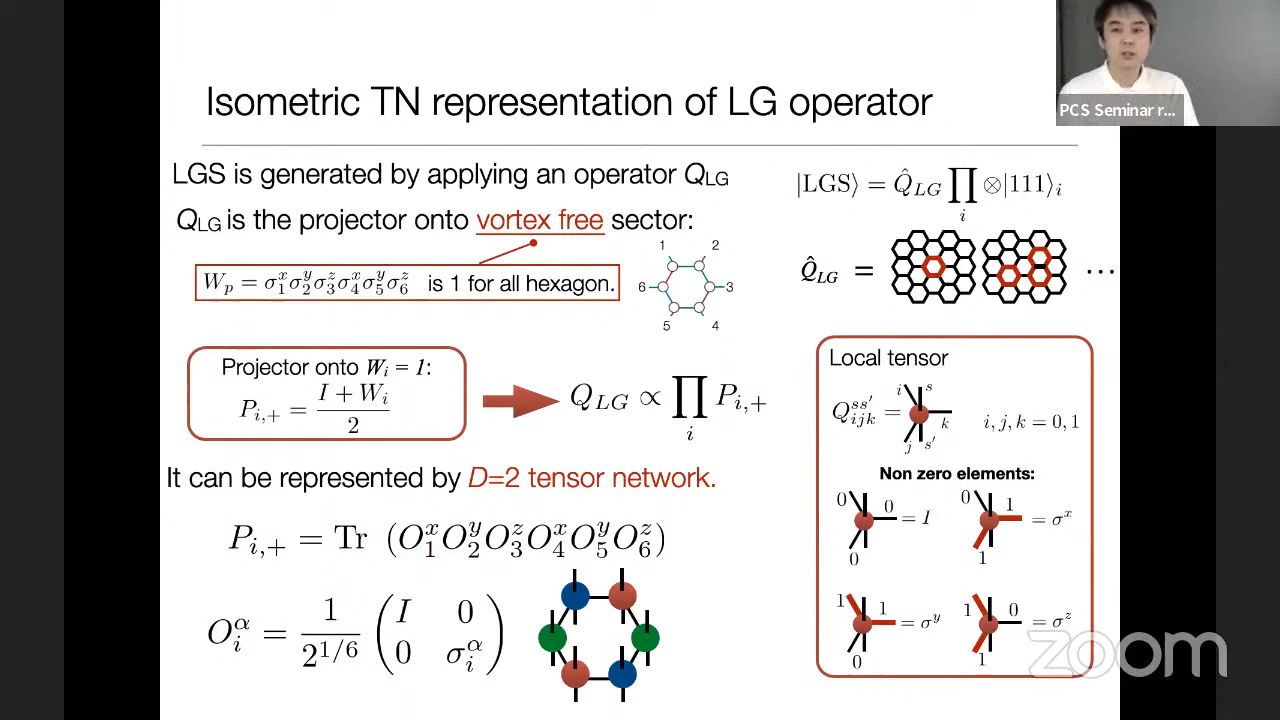 PCS Seminar r...
Isometric TN representation of LG operator
LGS is generated by applying an operator Q_LG
|LGS⟩ = Q̂_LG ∏_i ⊗|111⟩_i
Q_LG is the projector onto vortex free sector:
W_p = σ_1^x σ_2^y σ_3^z σ_4^x σ_5^y σ_6^z is 1 for all hexagon.
1 2
6 3
5 4
Q̂_LG = ...
Projector onto W_i = 1:
P_{i,+} = (I + W_i)/2
Q_LG ∝ ∏_i P_{i,+}
It can be represented by D=2 tensor network.
P_{i,+} = Tr (O_1^x O_2^y O_3^z O_4^x O_5^y O_6^z)
O_i^α = 1/2^{1/6} (I 0
0 σ_i^α)
Local tensor
Q_{ijk}^{ss'} = i s k j s' i, j, k = 0, 1
Non zero elements:
0 0 0 = I
0 1 1 = σ^x
1 1 0 = σ^y
1 0 1 = σ^z
zoom